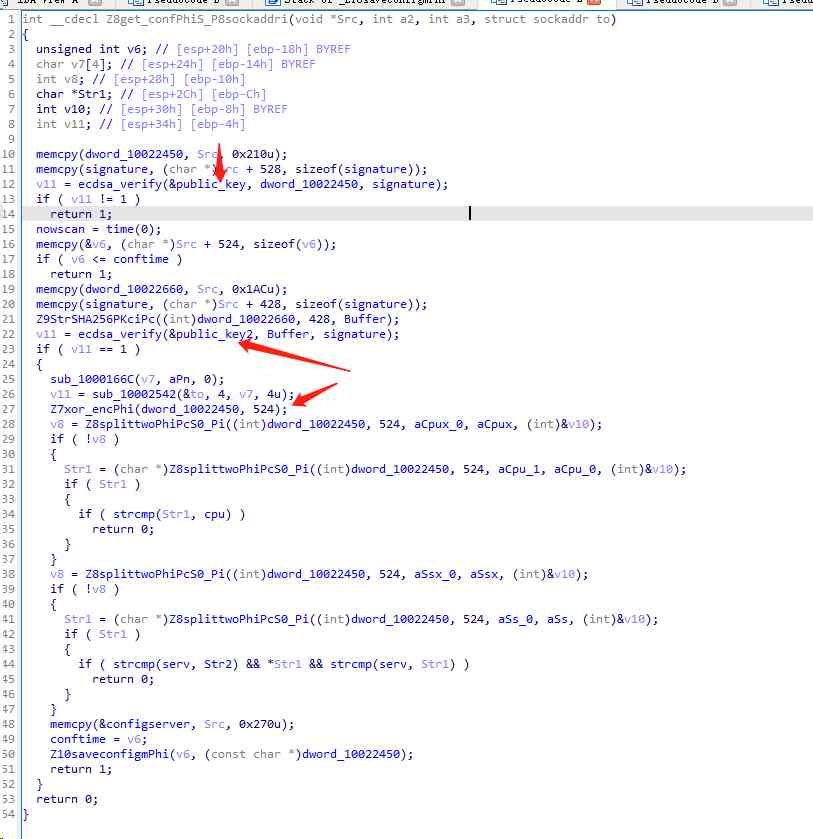 1 int __cdecl Z8get_confPhiS_P8sockaddri(void *Src, int a2, int a3, struct sockaddr to)
2 {
3 unsigned int v6; // [esp+20h] [ebp-18h] BYREF
4 char v7[4]; // [esp+24h] [ebp-14h] BYREF
5 int v8; // [esp+28h] [ebp-10h]
6 char *Str1; // [esp+2Ch] [ebp-Ch]
7 int v10; // [esp+30h] [ebp-8h] BYREF
8 int v11; // [esp+34h] [ebp-4h]
9
10 memcpy(dword_10022450, Src, 0x210u);
11 memcpy(signature, (char *)Src + 528, sizeof(signature));
12 v11 = ecdsa_verify(&public_key, dword_10022450, signature);
13 if ( v11 != 1 )
14 return 1;
15 nowscan = time(0);
16 memcpy(&v6, (char *)Src + 524, sizeof(v6));
17 if ( v6 <= conftime )
18 return 1;
19 memcpy(dword_10022660, Src, 0x1ACu);
20 memcpy(signature, (char *)Src + 428, sizeof(signature));
21 Z9StrSHA256PKciPc((int)dword_10022660, 428, Buffer);
22 v11 = ecdsa_verify(&public_key2, Buffer, signature);
23 if ( v11 == 1 )
24 {
25 sub_1000166C(v7, aPn, 0);
26 v11 = sub_10002542(&to, 4, v7, 4u);
27 Z7xor_encPhi(dword_10022450, 524);
28 v8 = Z8splittwoPhiPcS0_Pi((int)dword_10022450, 524, aCpux_0, aCpux, (int)&v10);
29 if ( !v8 )
30 {
31 Str1 = (char *)Z8splittwoPhiPcS0_Pi((int)dword_10022450, 524, aCpu_1, aCpu_0, (int)&v10);
32 if ( Str1 )
33 {
34 if ( strcmp(Str1, cpu) )
35 return 0;
36 }
37 }
38 v8 = Z8splittwoPhiPcS0_Pi((int)dword_10022450, 524, aSsx_0, aSsx, (int)&v10);
39 if ( !v8 )
40 {
41 Str1 = (char *)Z8splittwoPhiPcS0_Pi((int)dword_10022450, 524, aSs_0, aSs, (int)&v10);
42 if ( Str1 )
43 {
44 if ( strcmp(serv, Str2) && *Str1 && strcmp(serv, Str1) )
45 return 0;
46 }
47 }
48 memcpy(&configserver, Src, 0x270u);
49 conftime = v6;
50 Z10saveconfigmPhi(v6, (const char *)dword_10022450);
51 return 1;
52 }
53 return 0;
54 }